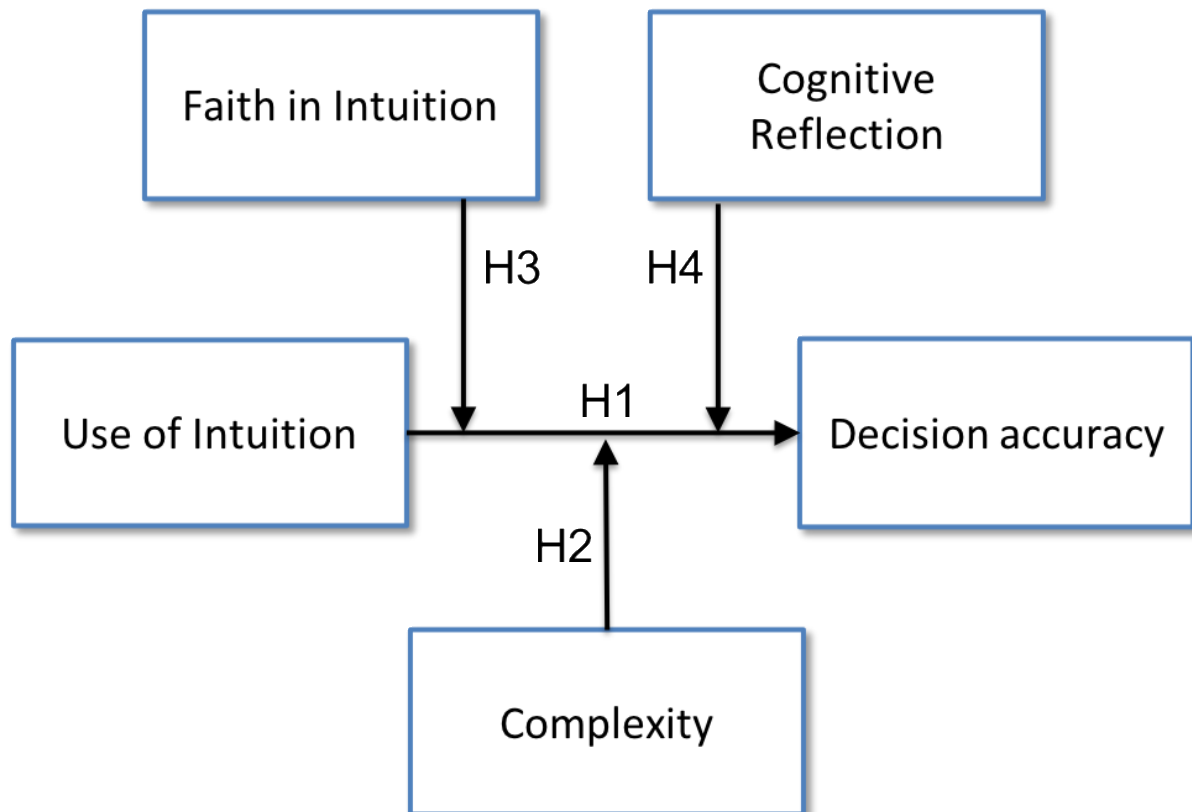 Faith in Intuition
Cognitive
Reflection
H3
H4
Use of Intuition
H1
Decision accuracy
H2
Complexity